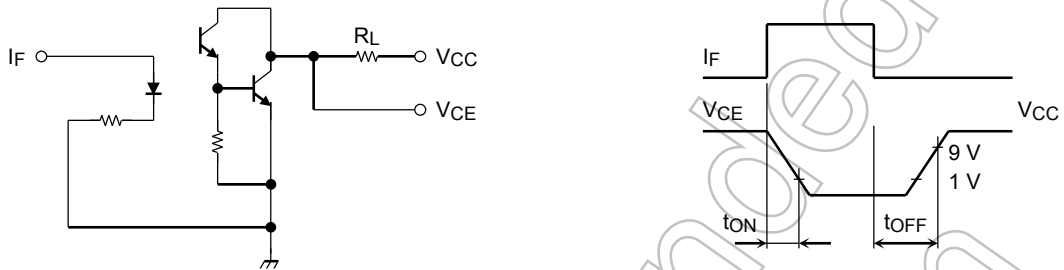 IF
RL
VCC
VCE
IF
VCE
VCC
9 V
1 V
tON
tOFF